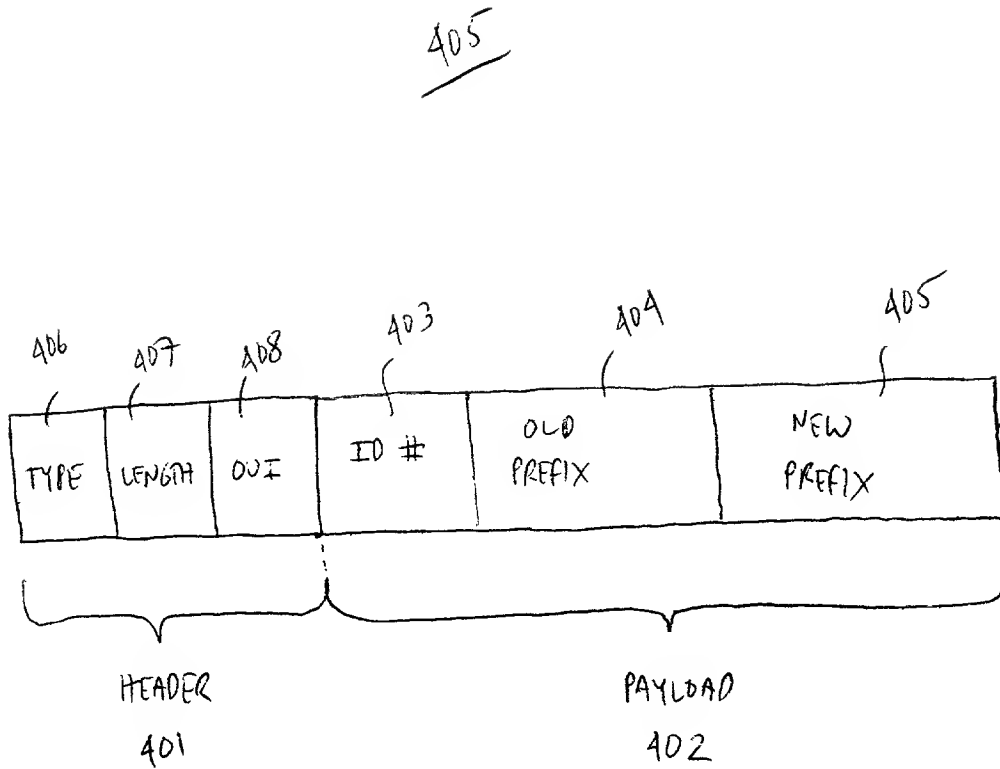 405
406 407 408 403 404 405
TYPE LENGTH OUI ID # OLD PREFIX NEW PREFIX
HEADER PAYLOAD
401 402